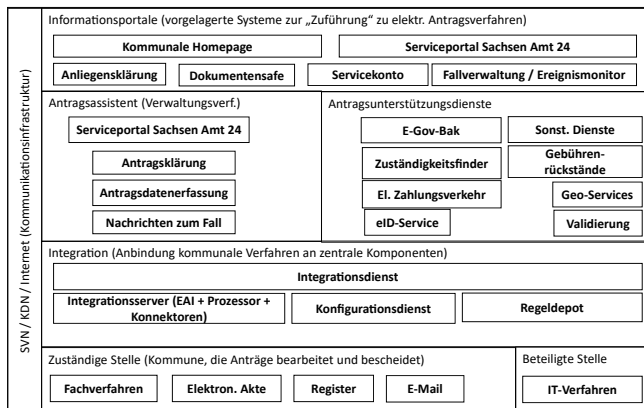 SVN / KDN / Internet (Kommunikationsinfrastruktur)
Informationsportale (vorgelagerte Systeme zur „Zuführung“ zu elektr. Antragsverfahren)
Kommunale Homepage
Serviceportal Sachsen Amt 24
Anliegensklärung
Dokumentensafe
Servicekonto
Fallverwaltung / Ereignismonitor
Antragsassistent (Verwaltungsverf.)
Serviceportal Sachsen Amt 24
Antragsklärung
Antragsdatenerfassung
Nachrichten zum Fall
Antragsunterstützungsdienste
E-Gov-Bak
Sonst. Dienste
Zuständigkeitsfinder
Gebühren-
rückstände
El. Zahlungsverkehr
Geo-Services
eID-Service
Validierung
Integration (Anbindung kommunale Verfahren an zentrale Komponenten)
Integrationsdienst
Integrationsserver (EAI + Prozessor +
Konnektoren)
Konfigurationsdienst
Regeldepot
Zuständige Stelle (Kommune, die Anträge bearbeitet und bescheidet)
Fachverfahren
Elektron. Akte
Register
E-Mail
Beteiligte Stelle
IT-Verfahren